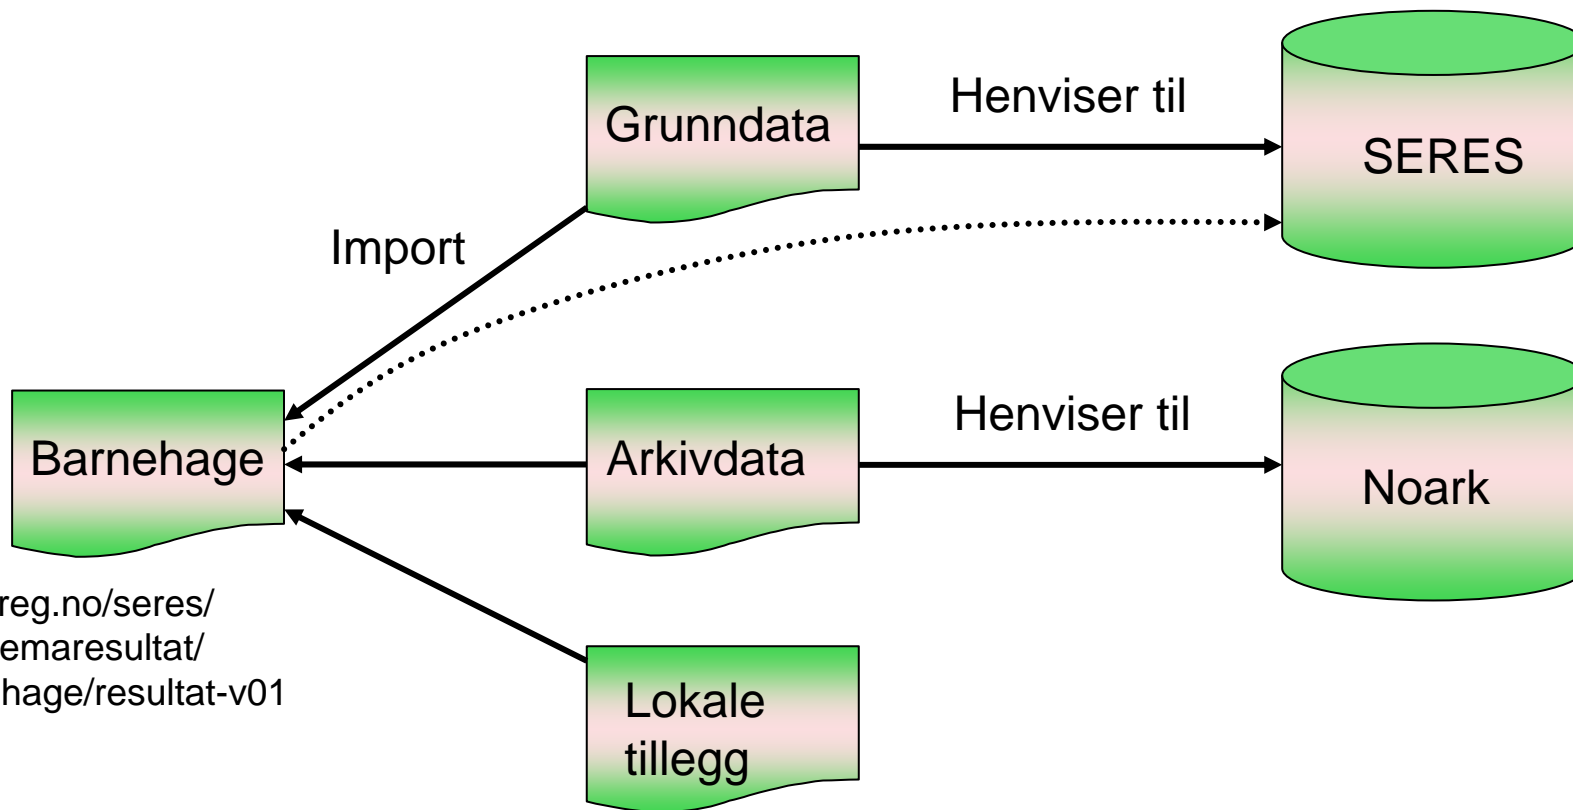 Henviser til
Grunndata
SERES
Import
Henviser til
Barnehage
Arkivdata
Noark
reg.no/seres/
emaresultat/
hage/resultat-v01
Lokale
tillegg